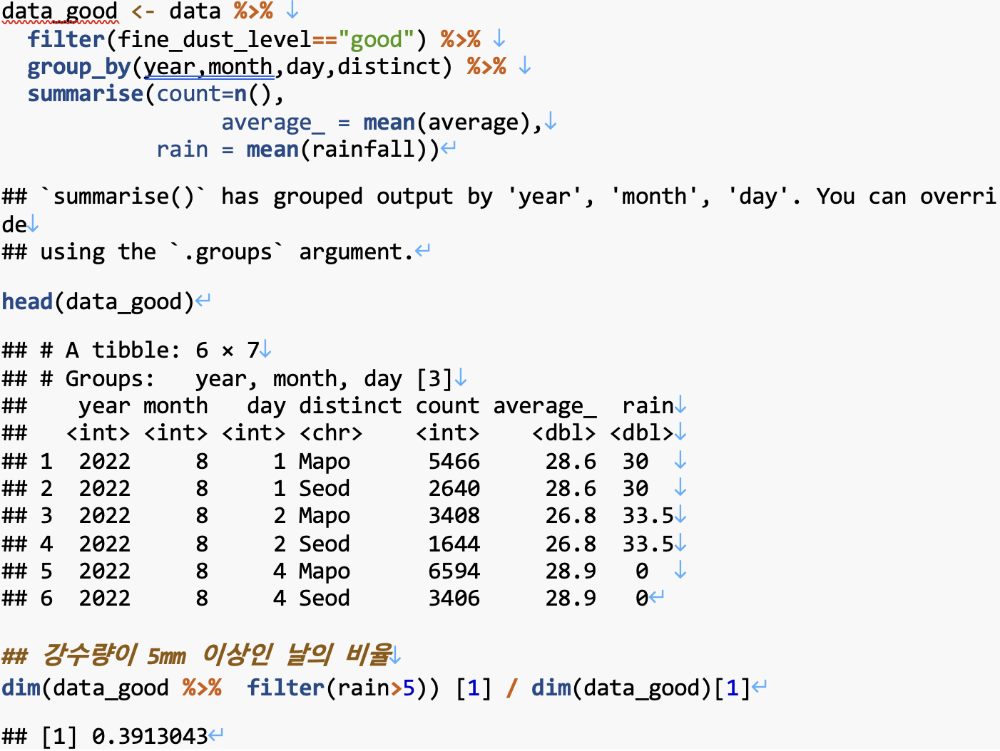 data_good <- data %>% ↓
  filter(fine_dust_level=="good") %>% ↓
  group_by(year,month,day,distinct) %>% ↓
  summarise(count=n(),
                 average_ = mean(average),↓
            rain = mean(rainfall))↵
## `summarise()` has grouped output by 'year', 'month', 'day'. You can overri
de↓
## using the `.groups` argument.↵
head(data_good)↵
## # A tibble: 6 × 7↓
## # Groups:   year, month, day [3]↓
##    year month   day distinct count average_  rain↓
##   <int> <int> <int> <chr>    <int>    <dbl> <dbl>↓
## 1  2022     8     1 Mapo      5466     28.6  30  ↓
## 2  2022     8     1 Seod      2640     28.6  30  ↓
## 3  2022     8     2 Mapo      3408     26.8  33.5↓
## 4  2022     8     2 Seod      1644     26.8  33.5↓
## 5  2022     8     4 Mapo      6594     28.9   0  ↓
## 6  2022     8     4 Seod      3406     28.9   0↵
## 강수량이 5mm 이상인 날의 비율↓
dim(data_good %>%  filter(rain>5)) [1] / dim(data_good)[1]↵
## [1] 0.3913043↵